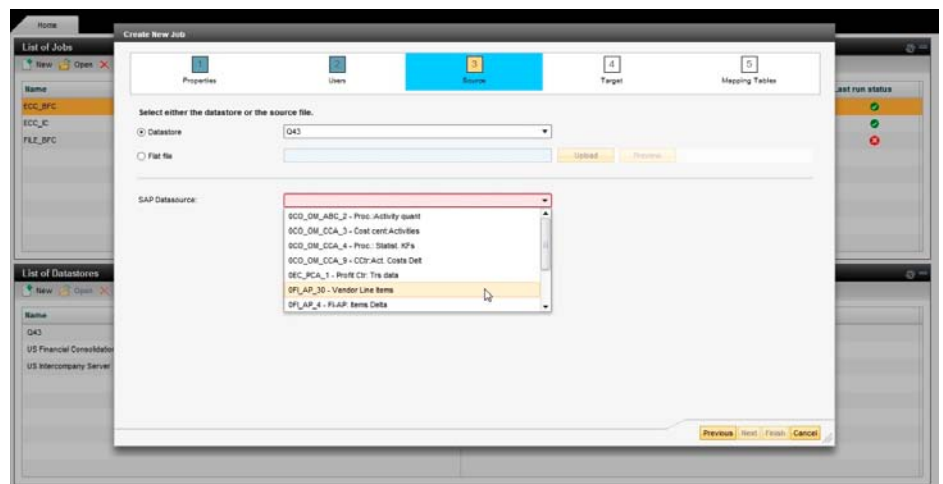 Home
Create New Job
List of Jobs
New Open
Name
Last run status
ECC_BFC
ECC_IC
FILE_BFC
1 2 3 4 5
Properties Users Source Target Mapping Tables
Select either the datastore or the source file.
Datastore Q43
Flat file Upload Preview
SAP Datasource:
0CO_OM_ABC_2 - Proc.:Activity quant
0CO_OM_CCA_3 - Cost cent:Activities
0CO_OM_CCA_4 - Proc.: Statist. KFs
0CO_OM_CCA_9 - CCtr:Act. Costs Delt
0EC_PCA_1 - Profit Ctr: Trs data
0FI_AP_30 - Vendor Line Items
0FI_AP_4 - FI-AP: Items Delta
List of Datastores
New Open
Name
Q43
US Financial Consolidation
US Intercompany Server
Previous Next Finish Cancel